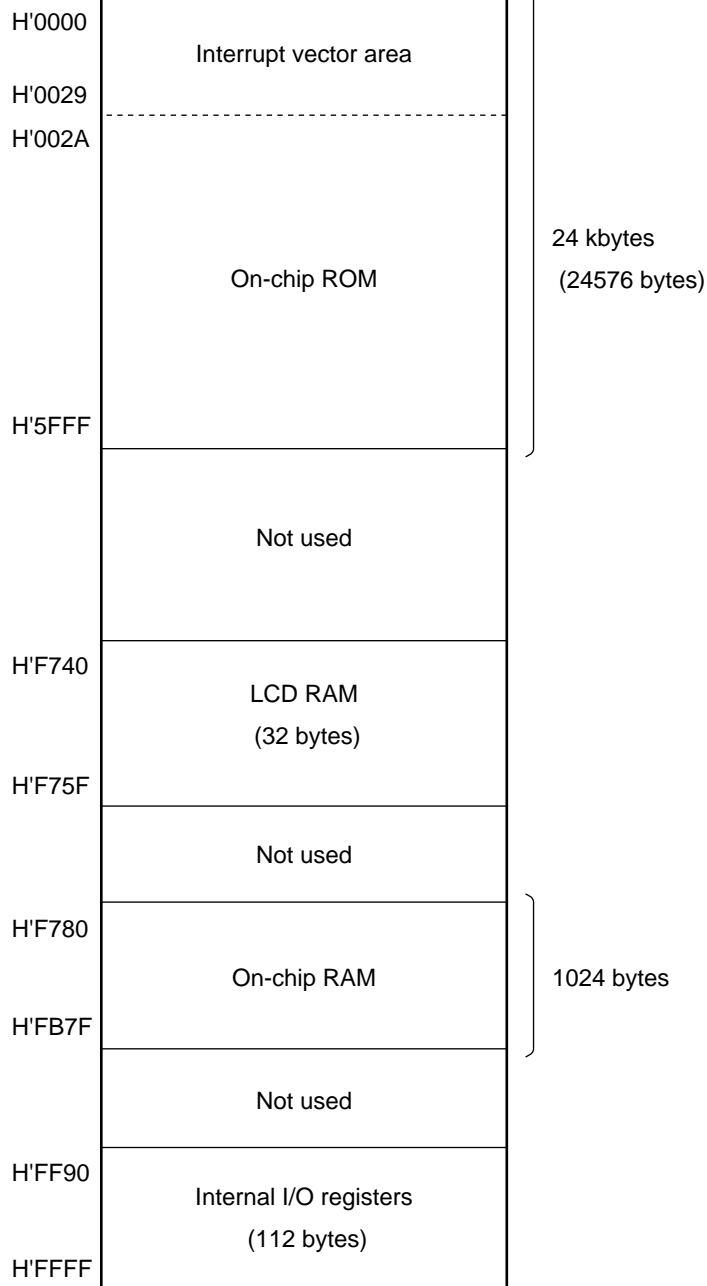 H'0000
Interrupt vector area
H'0029
H'002A
24 kbytes
(24576 bytes)
On-chip ROM
H'5FFF
Not used
H'F740
LCD RAM
(32 bytes)
H'F75F
Not used
H'F780
On-chip RAM
1024 bytes
H'FB7F
Not used
H'FF90
Internal I/O registers
(112 bytes)
H'FFFF